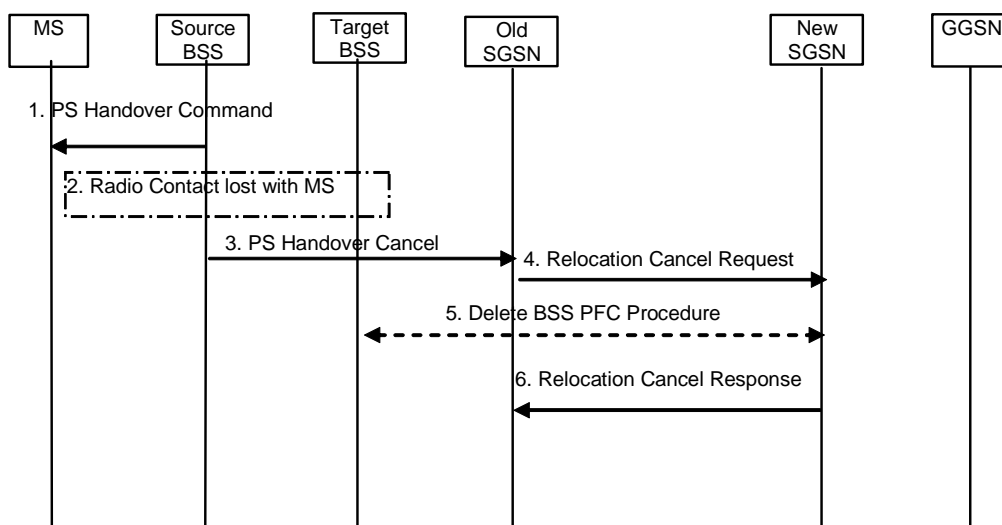 MS
Source
BSS
Target
BSS
Old
SGSN
New
SGSN
GGSN
1. PS Handover Command
2. Radio Contact lost with MS
3. PS Handover Cancel
4. Relocation Cancel Request
5. Delete BSS PFC Procedure
6. Relocation Cancel Response